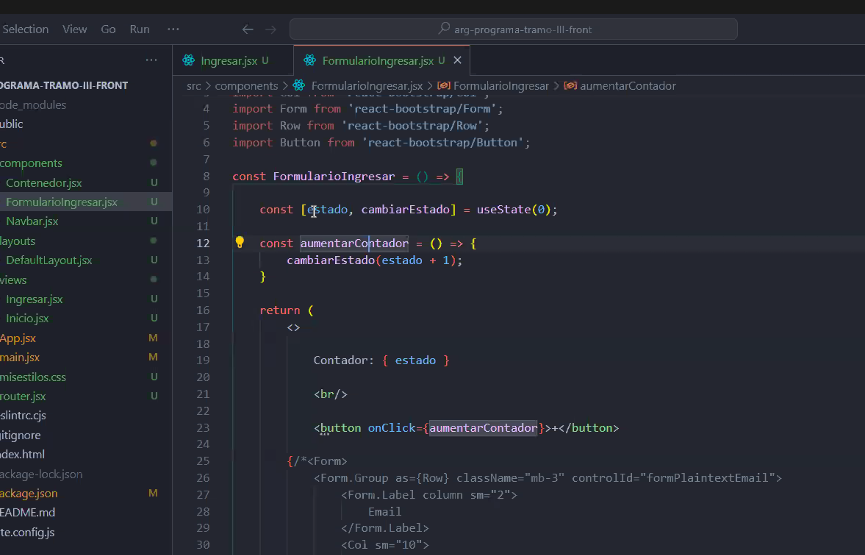 Selection View Go Run ··· ← → arg-programa-tramo-III-front
Ingresar.jsx U FormularioIngresar.jsx U ×
OGRAMA-TRAMO-III-FRONT
ode_modules
ublic
rc
components
Contenedor.jsx U
FormularioIngresar.jsx U
Navbar.jsx U
layouts
DefaultLayout.jsx U
views
Ingresar.jsx U
Inicio.jsx U
App.jsx M
main.jsx M
misestilos.css U
router.jsx U
slintrc.cjs
gitignore
ndex.html
ackage-lock.json
ackage.json M
EADME.md
te.config.js
src > components > FormularioIngresar.jsx > FormularioIngresar > aumentarContador
4 import Form from 'react-bootstrap/Form';
5 import Row from 'react-bootstrap/Row';
6 import Button from 'react-bootstrap/Button';
7
8 const FormularioIngresar = () => {
9
10 const [estado, cambiarEstado] = useState(0);
11
12 const aumentarContador = () => {
13 cambiarEstado(estado + 1);
14 }
15
16 return (
17 <>
18
19 Contador: { estado }
20
21 <br/>
22
23 <button onClick={aumentarContador}>+</button>
24
25 {/*<Form>
26 <Form.Group as={Row} className="mb-3" controlId="formPlaintextEmail">
27 <Form.Label column sm="2">
28 Email
29 </Form.Label>
30 <Col sm="10">